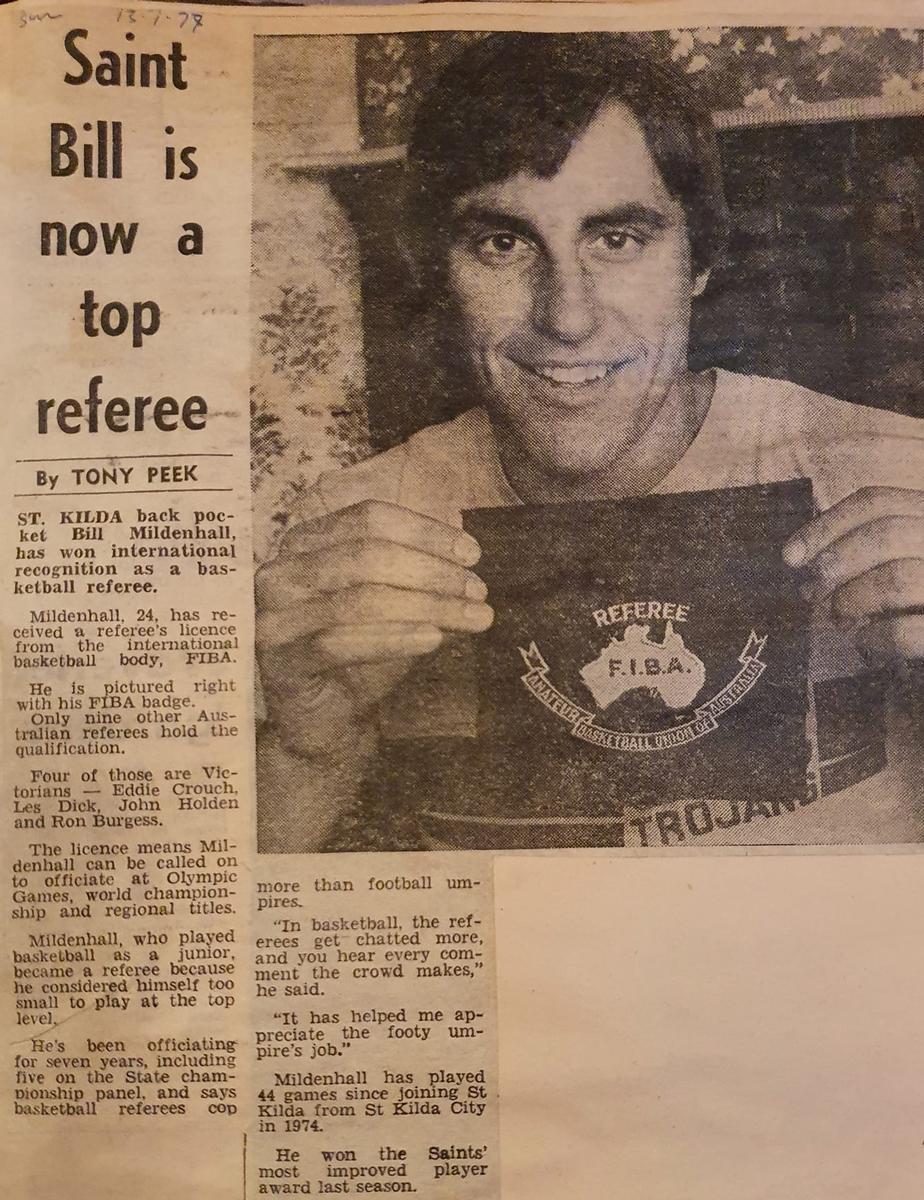 Sun 13-7-78
Saint
Bill is
now a
top
referee
By TONY PEEK
ST. KILDA back poc-
ket Bill Mildenhall,
has won international
recognition as a bas-
ketball referee.
Mildenhall, 24, has re-
ceived a referee's licence
from the international
basketball body, FIBA.
He is pictured right
with his FIBA badge.
Only nine other Aus-
tralian referees hold the
qualification.
Four of those are Vic-
torians — Eddie Crouch,
Les Dick, John Holden
and Ron Burgess.
The licence means Mil-
denhall can be called on
to officiate at Olympic
Games, world champion-
ship and regional titles.
Mildenhall, who played
basketball as a junior,
became a referee because
he considered himself too
small to play at the top
level.
He's been officiating
for seven years, including
five on the State cham-
pionship panel, and says
basketball referees cop
more than football um-
pires.
"In basketball, the ref-
erees get chatted more,
and you hear every com-
ment the crowd makes,"
he said.
"It has helped me ap-
preciate the footy um-
pire's job."
Mildenhall has played
44 games since joining St
Kilda from St Kilda City
in 1974.
He won the Saints'
most improved player
award last season.
REFEREE
F.I.B.A.
AMATEUR BASKETBALL UNION OF AUSTRALIA
TROJANS